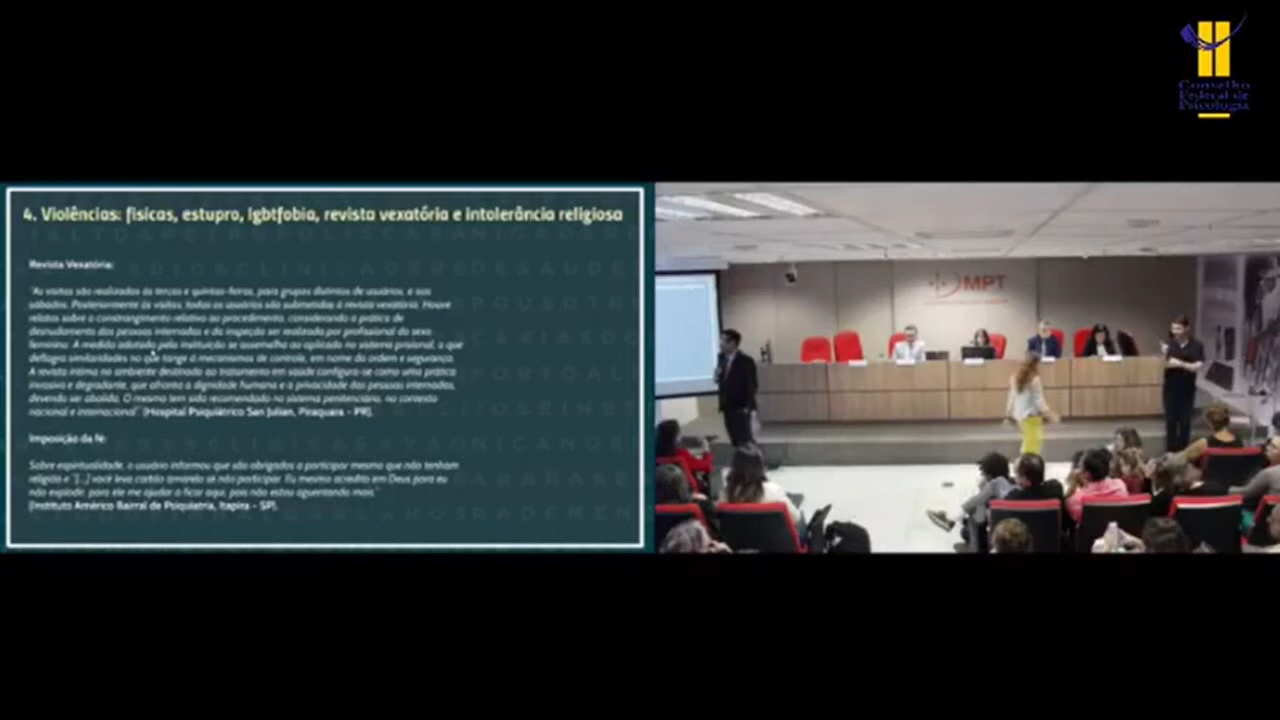 Conselho
Federal de
Psicologia
4. Violências: físicas, estupro, lgbtfobia, revista vexatória e intolerância religiosa
Revista Vexatória:
"As visitas são realizadas às terças e quintas-feiras, para grupos distintos de usuários, e aos
sábados. Posteriormente às visitas, todos os usuários são submetidos à revista vexatória. Houve
relatos sobre o constrangimento relativo ao procedimento, considerando a prática de
desnudamento das pessoas internadas e da inspeção ser realizada por profissional do sexo
feminino. A medida adotada pela instituição se assemelha ao aplicado no sistema prisional, o que
deflagra similaridades no que tange a mecanismos de controle, em nome da ordem e segurança.
A revista íntima no ambiente destinado ao tratamento em saúde configura-se como uma prática
invasiva e degradante, que afronta a dignidade humana e a privacidade das pessoas internadas,
devendo ser abolida. O mesmo tem sido recomendado no sistema penitenciário, no contexto
nacional e internacional" (Hospital Psiquiátrico San Julian, Piraquara - PR).
Imposição da fé:
Sobre espiritualidade, o usuário informou que são obrigados a participar mesmo que não tenham
religião e "[...] você leva cartão amarelo se não participar. Eu mesmo acredito em Deus para eu
não explodir, para ele me ajudar a ficar aqui, pois não estou aguentando mais."
(Instituto Américo Bairral de Psiquiatria, Itapira - SP).
MPT